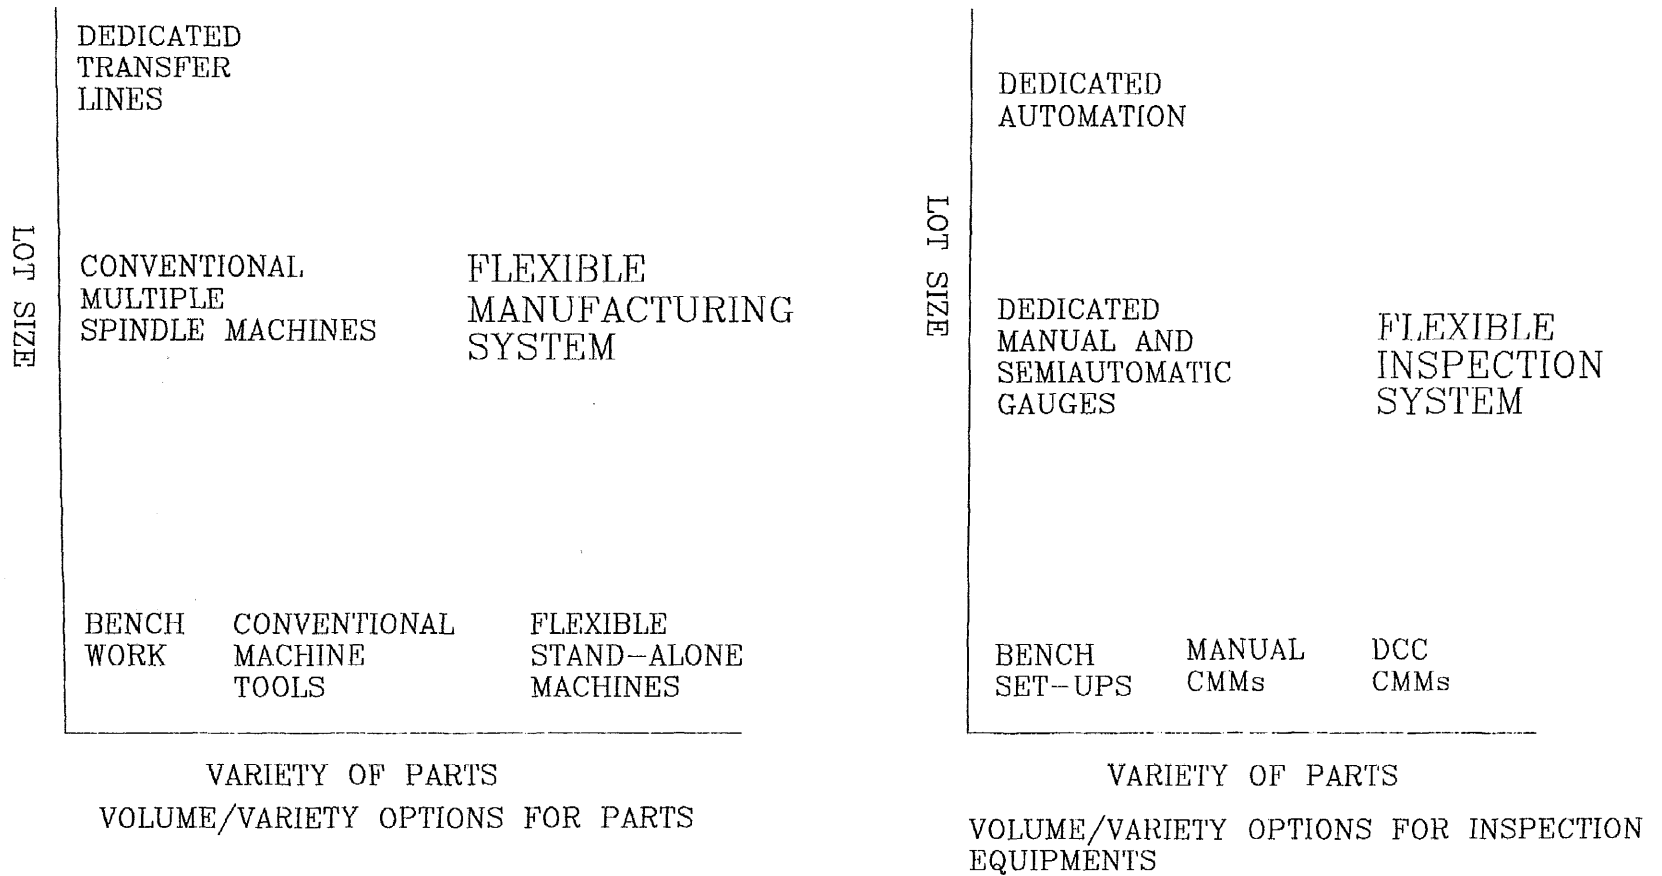 DEDICATED
TRANSFER
LINES
LOT SIZE
CONVENTIONAL
MULTIPLE
SPINDLE MACHINES
FLEXIBLE
MANUFACTURING
SYSTEM
BENCH
WORK
CONVENTIONAL
MACHINE
TOOLS
FLEXIBLE
STAND-ALONE
MACHINES
VARIETY OF PARTS
VOLUME/VARIETY OPTIONS FOR PARTS
DEDICATED
AUTOMATION
LOT SIZE
DEDICATED
MANUAL AND
SEMIAUTOMATIC
GAUGES
FLEXIBLE
INSPECTION
SYSTEM
BENCH
SET-UPS
MANUAL
CMMs
DCC
CMMs
VARIETY OF PARTS
VOLUME/VARIETY OPTIONS FOR INSPECTION
EQUIPMENTS